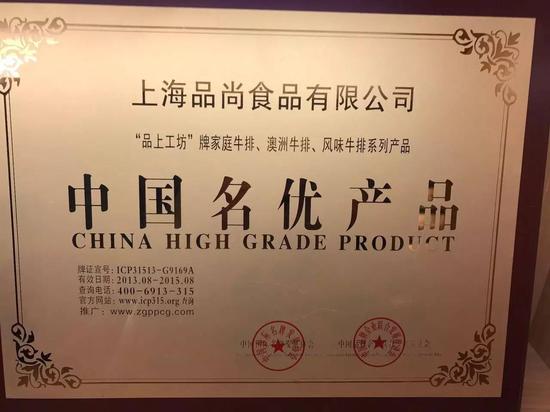 上海品尚食品有限公司
“品上工坊”牌家庭牛排、澳洲牛排、风味牛排系列产品
中国名优产品
CHINA HIGH GRADE PRODUCT
牌证宣号: ICP31513-G9169A
有效日期: 2013.08-2015.08
查询电话: 400-6913-315
官方网站: www.icp315.org 查询
推广: www.zgppcg.com